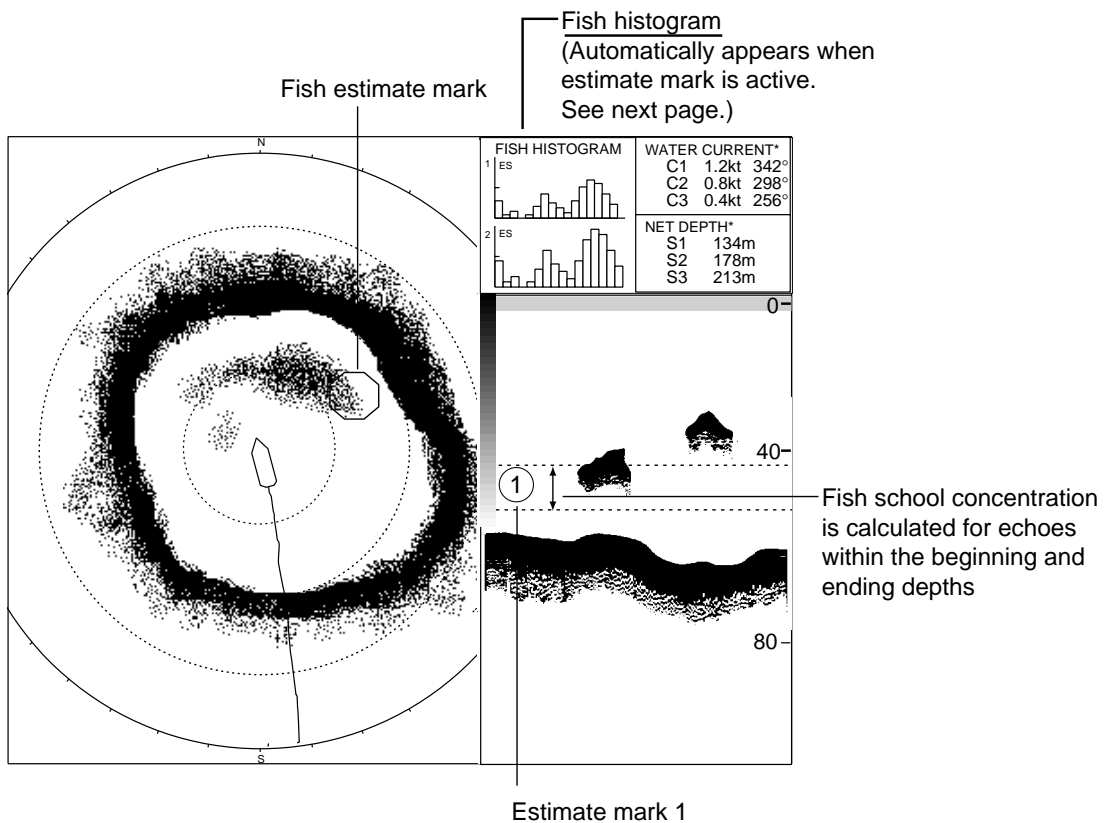 Fish histogram
(Automatically appears when
estimate mark is active.
See next page.)
Fish estimate mark
N
S
FISH HISTOGRAM
1 ES
2 ES
WATER CURRENT*
C1 1.2kt 342°
C2 0.8kt 298°
C3 0.4kt 256°
NET DEPTH*
S1 134m
S2 178m
S3 213m
0
40
80
1
Fish school concentration
is calculated for echoes
within the beginning and
ending depths
Estimate mark 1